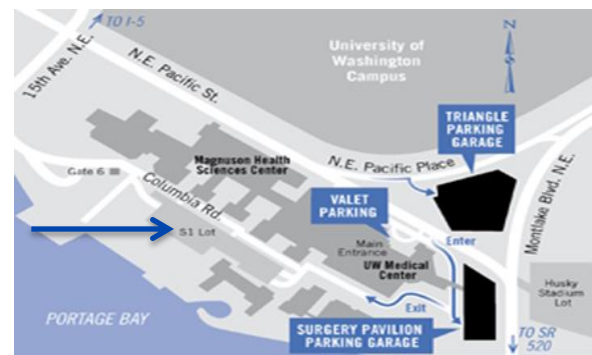 TO I-5
15th Ave. N.E.
N.E. Pacific St.
University of
Washington
Campus
N
S
TRIANGLE
PARKING
GARAGE
Magnuson Health
Sciences Center
N.E. Pacific Place
Gate 6
Columbia Rd.
VALET
PARKING
Montlake Blvd. N.E.
S1 Lot
Main
Entrance
Enter
UW Medical
Center
Husky
Stadium
Lot
Exit
PORTAGE BAY
SURGERY PAVILION
PARKING GARAGE
TO SR
520